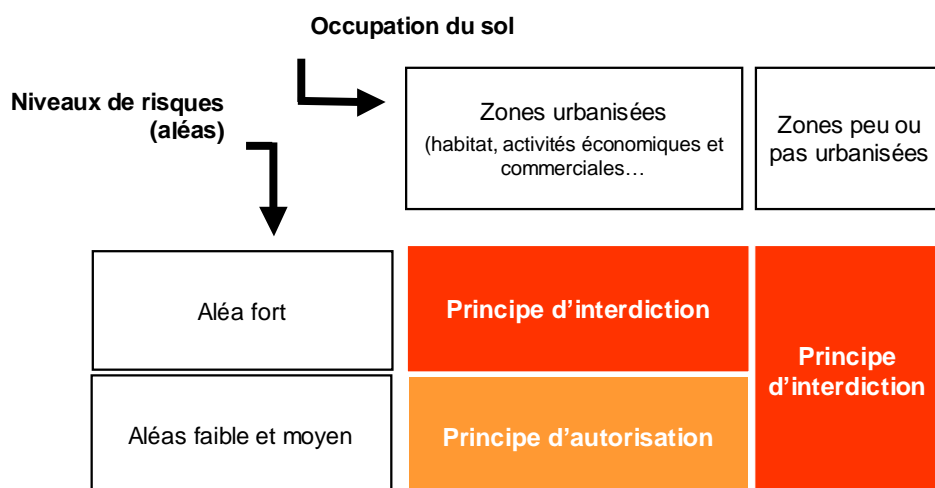 Occupation du sol
Niveaux de risques
(aléas)
Zones urbanisées
(habitat, activités économiques et
commerciales…
Zones peu ou
pas urbanisées
Aléa fort
Principe d’interdiction
Principe
d’interdiction
Aléas faible et moyen
Principe d’autorisation